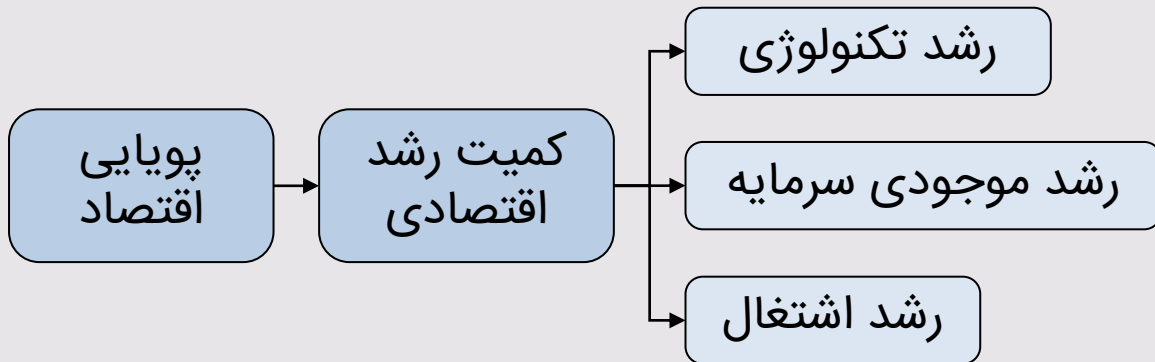 پویایی
اقتصاد
کمیت رشد
اقتصادی
رشد تکنولوژی
رشد موجودی سرمایه
رشد اشتغال